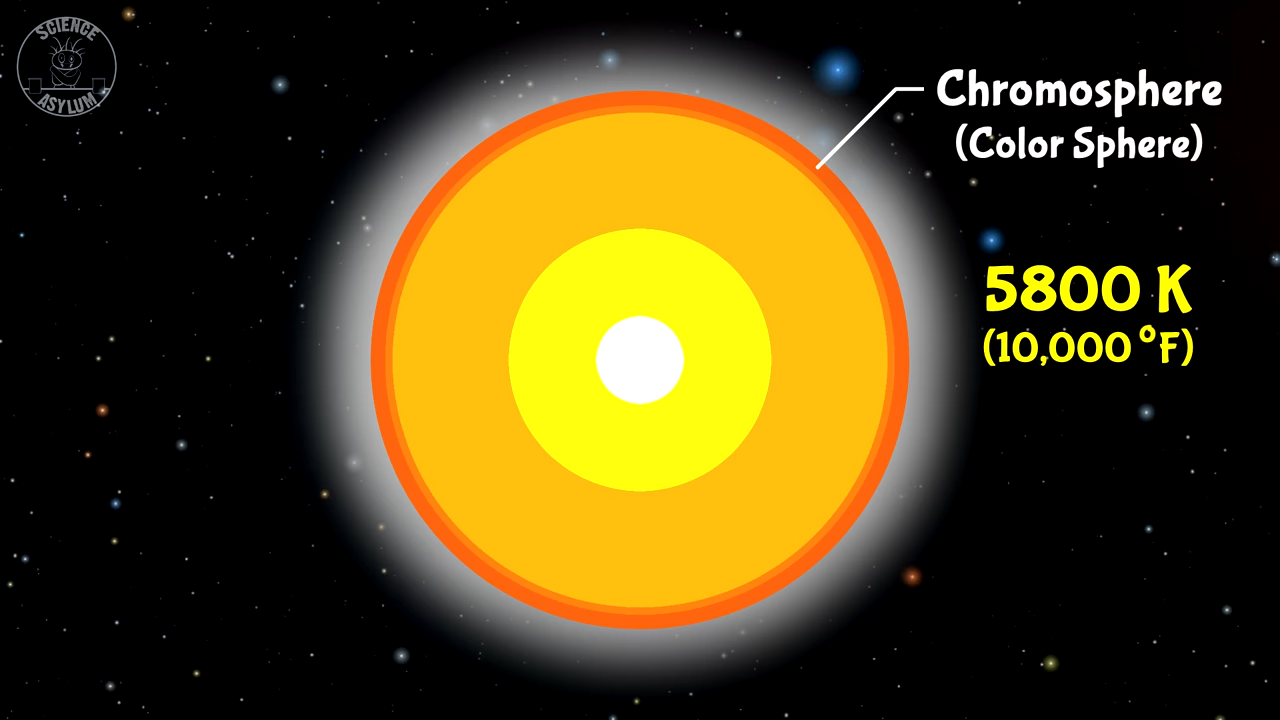 SCIENCE
ASYLUM
Chromosphere
(Color Sphere)
5800 K
(10,000 °F)